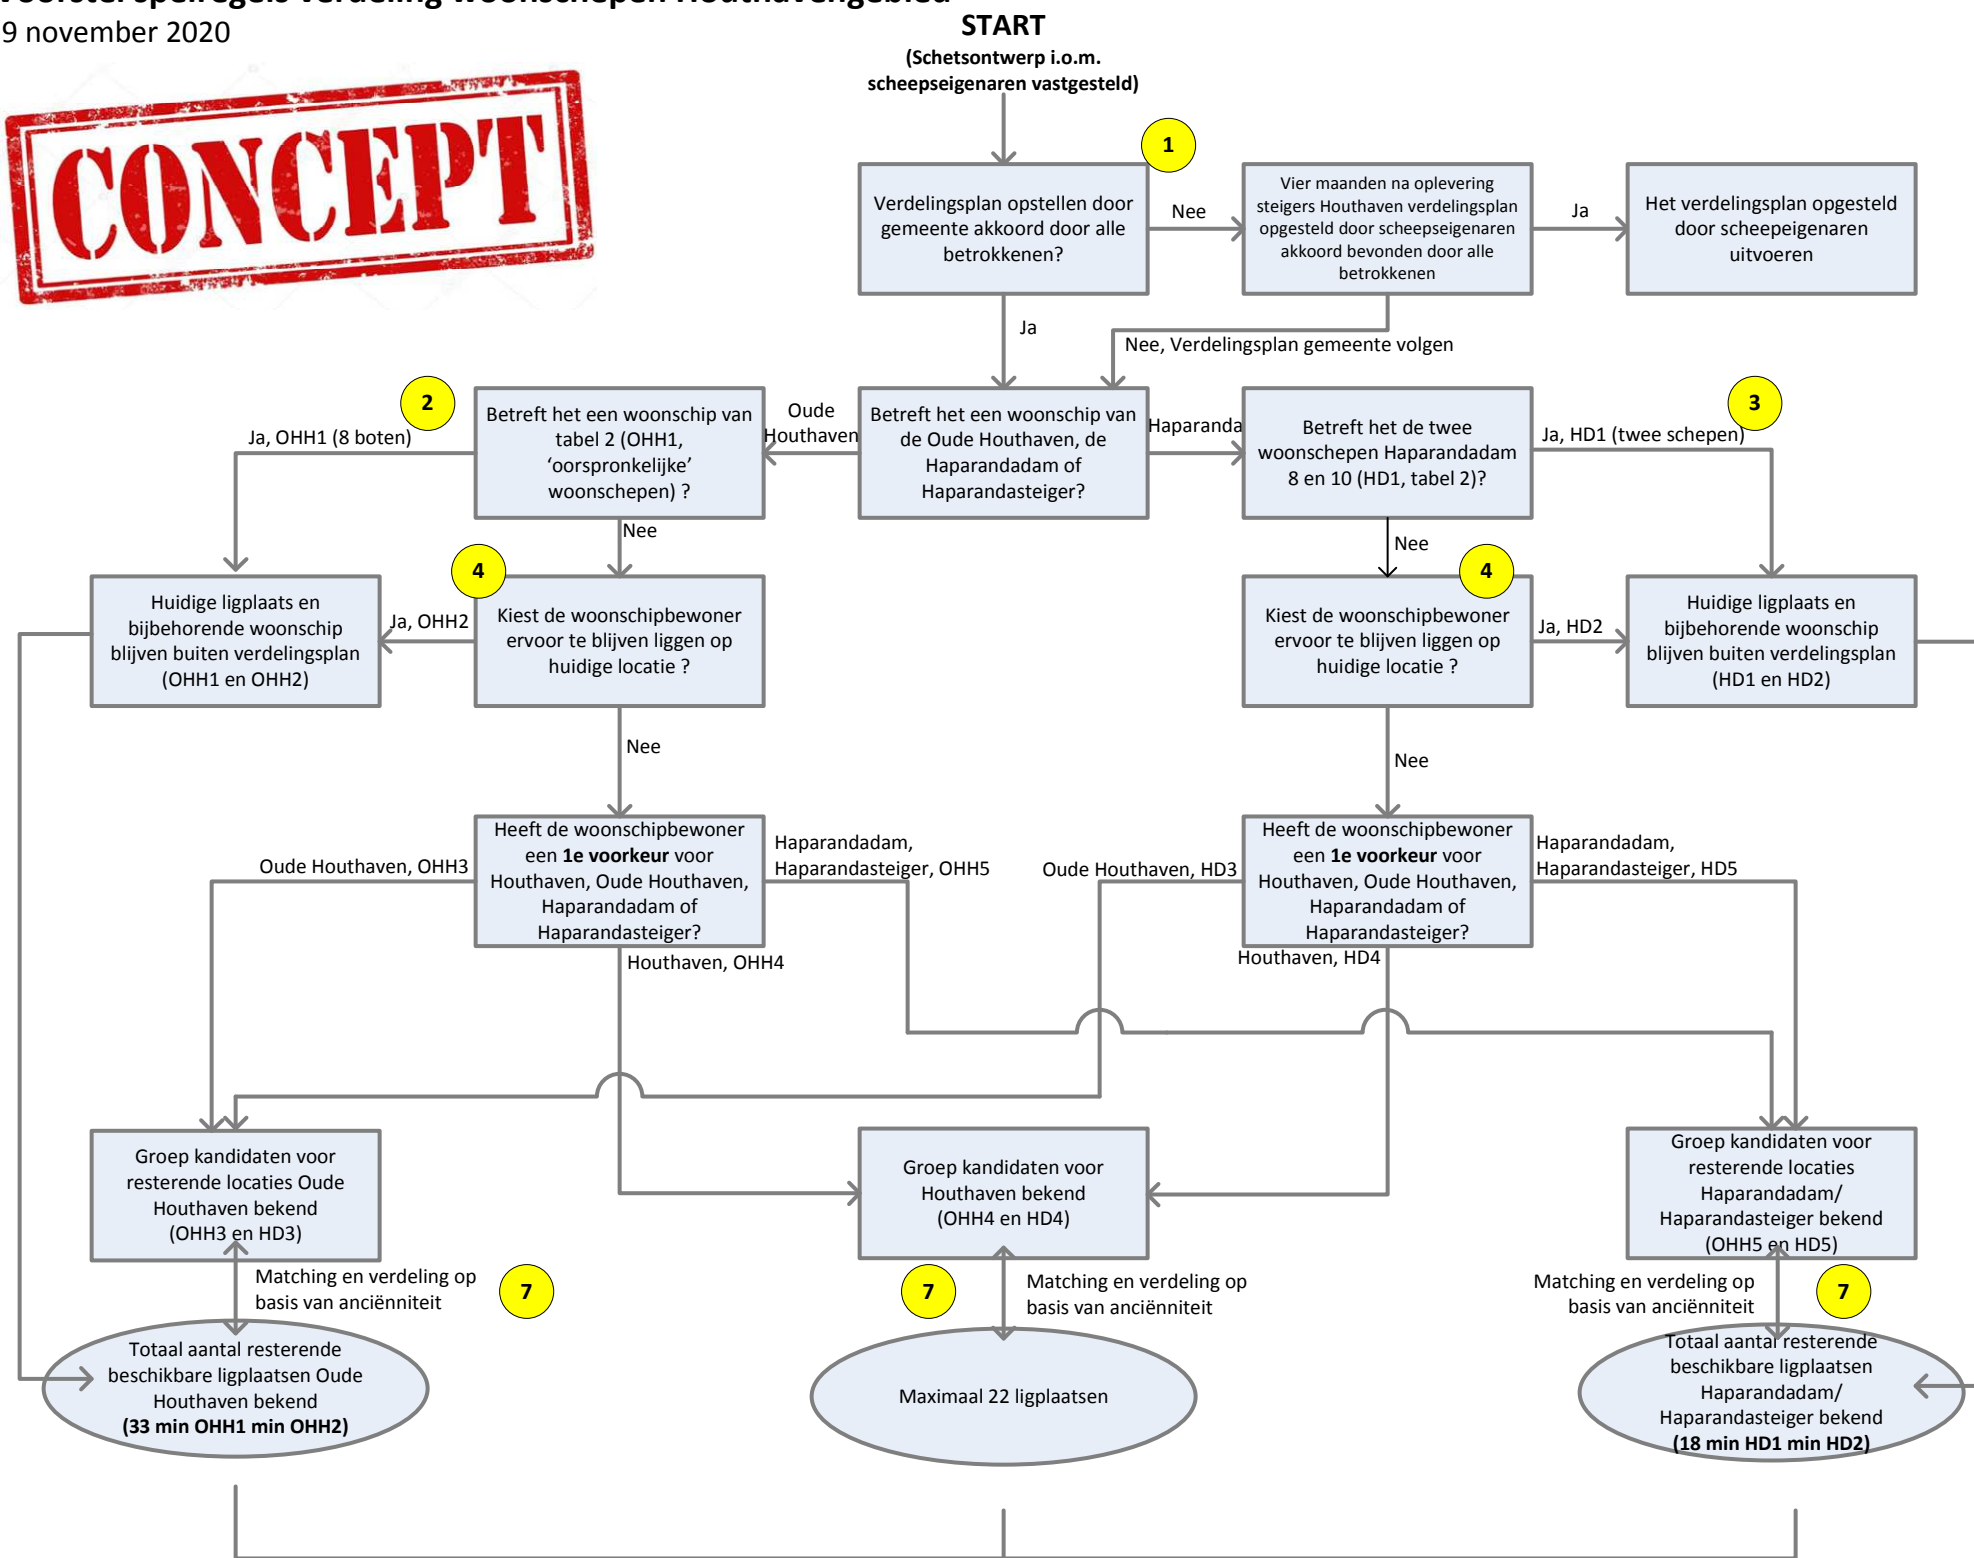 Voorstel spelregels verdeling woonschepen Houthavengebied
9 november 2020
CONCEPT
START
(Schetsontwerp i.o.m.
scheepseigenaren vastgesteld)
1
Verdelingsplan opstellen door
gemeente akkoord door alle
betrokkenen?
Nee
Vier maanden na oplevering
steigers Houthaven verdelingsplan
opgesteld door scheepseigenaren
akkoord bevonden door alle
betrokkenen
Ja
Het verdelingsplan opgesteld
door scheepeigenaren
uitvoeren
Ja
Nee, Verdelingsplan gemeente volgen
2
Ja, OHH1 (8 boten)
Betreft het een woonschip van
tabel 2 (OHH1,
‘oorspronkelijke’
woonschepen) ?
Oude
Houthaven
Betreft het een woonschip van
de Oude Houthaven, de
Haparandadam of
Haparandasteiger?
Haparanda
Betreft het de twee
woonschepen Haparandadam
8 en 10 (HD1, tabel 2)?
3
Ja, HD1 (twee schepen)
Nee
Nee
4
4
Huidige ligplaats en
bijbehorende woonschip
blijven buiten verdelingsplan
(OHH1 en OHH2)
Ja, OHH2
Kiest de woonschipbewoner
ervoor te blijven liggen op
huidige locatie ?
Kiest de woonschipbewoner
ervoor te blijven liggen op
huidige locatie ?
Ja, HD2
Huidige ligplaats en
bijbehorende woonschip
blijven buiten verdelingsplan
(HD1 en HD2)
Nee
Nee
Oude Houthaven, OHH3
Heeft de woonschipbewoner
een 1e voorkeur voor
Houthaven, Oude Houthaven,
Haparandadam of
Haparandasteiger?
Haparandadam,
Haparandasteiger, OHH5
Oude Houthaven, HD3
Heeft de woonschipbewoner
een 1e voorkeur voor
Houthaven, Oude Houthaven,
Haparandadam of
Haparandasteiger?
Haparandadam,
Haparandasteiger, HD5
Houthaven, OHH4
Houthaven, HD4
Groep kandidaten voor
resterende locaties Oude
Houthaven bekend
(OHH3 en HD3)
Groep kandidaten voor
Houthaven bekend
(OHH4 en HD4)
Groep kandidaten voor
resterende locaties
Haparandadam/
Haparandasteiger bekend
(OHH5 en HD5)
Matching en verdeling op
basis van anciënniteit
7
7
Matching en verdeling op
basis van anciënniteit
Matching en verdeling op
basis van anciënniteit
7
Totaal aantal resterende
beschikbare ligplaatsen Oude
Houthaven bekend
(33 min OHH1 min OHH2)
Maximaal 22 ligplaatsen
Totaal aantal resterende
beschikbare ligplaatsen
Haparandadam/
Haparandasteiger bekend
(18 min HD1 min HD2)